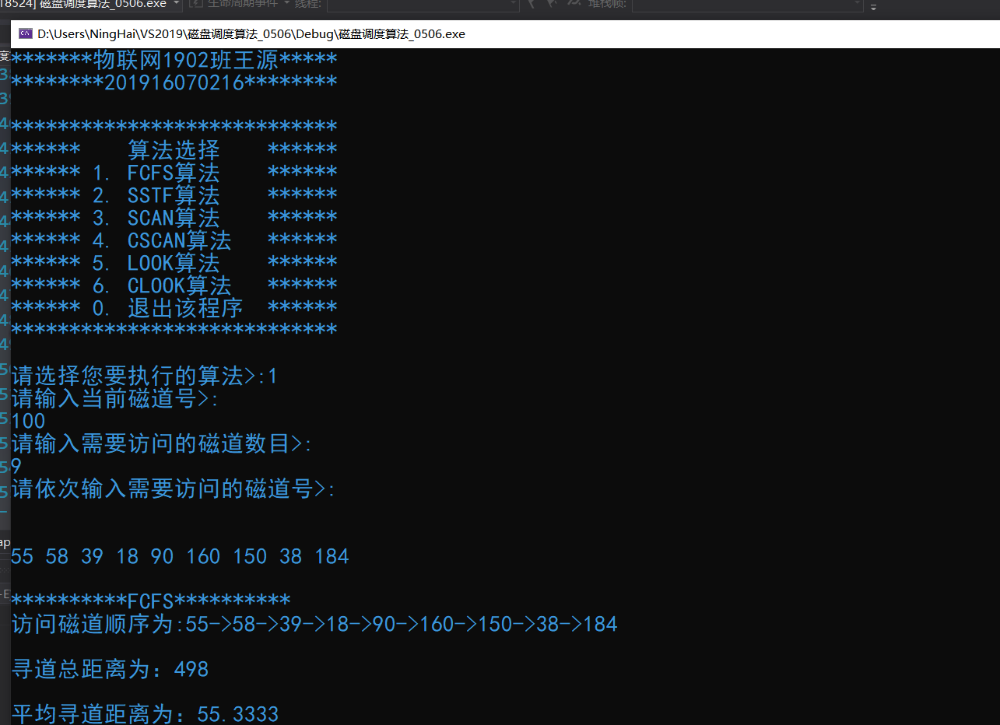 18524] 磁盘调度算法_0506.exe 生命周期事件 线程: 堆栈帧:
D:\Users\NingHai\VS2019\磁盘调度算法_0506\Debug\磁盘调度算法_0506.exe
*******物联网1902班王源*****
********201916070216********
****************************
****** 算法选择 ******
****** 1. FCFS算法 ******
****** 2. SSTF算法 ******
****** 3. SCAN算法 ******
****** 4. CSCAN算法 ******
****** 5. LOOK算法 ******
****** 6. CLOOK算法 ******
****** 0. 退出该程序 ******
****************************
请选择您要执行的算法>:1
请输入当前磁道号>:
100
请输入需要访问的磁道数目>:
9
请依次输入需要访问的磁道号>:
55 58 39 18 90 160 150 38 184
**********FCFS**********
访问磁道顺序为:55->58->39->18->90->160->150->38->184
寻道总距离为：498
平均寻道距离为：55.3333